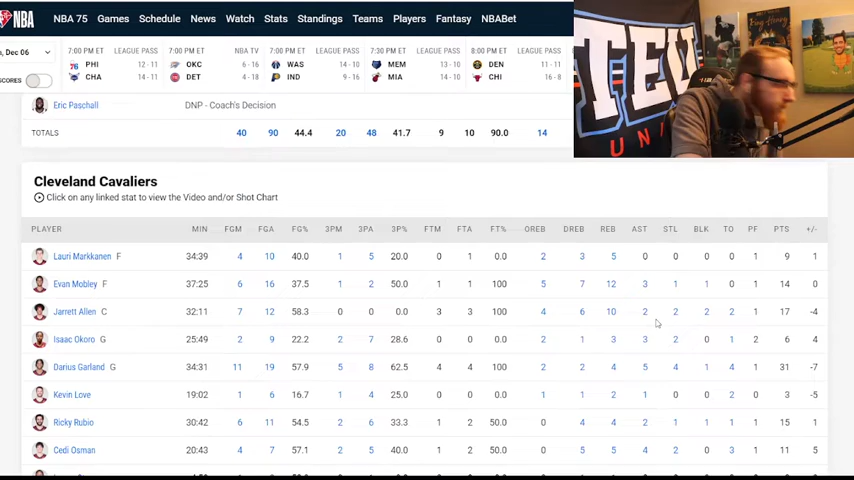 NBA NBA 75 Games Schedule News Watch Stats Standings Teams Players Fantasy NBABet
, Dec 06 7:00 PM ET LEAGUE PASS 7:00 PM ET NBA TV 7:00 PM ET LEAGUE PASS 7:30 PM ET LEAGUE PASS 8:00 PM ET LEAGUE PASS
PHI 12 - 11 OKC 6 - 16 WAS 14 - 10 MEM 13 - 10 DEN 11 - 11
SCORES CHA 14 - 11 DET 4 - 18 IND 9 - 16 MIA 14 - 10 CHI 16 - 8
TEU
UNI
Eric Paschall DNP - Coach's Decision
TOTALS 40 90 44.4 20 48 41.7 9 10 90.0 14
Cleveland Cavaliers
Click on any linked stat to view the Video and/or Shot Chart
PLAYER MIN FGM FGA FG% 3PM 3PA 3P% FTM FTA FT% OREB DREB REB AST STL BLK TO PF PTS +/-
Lauri Markkanen F 34:39 4 10 40.0 1 5 20.0 0 1 0.0 2 3 5 0 0 0 0 1 9 1
Evan Mobley F 37:25 6 16 37.5 1 2 50.0 1 1 100 5 7 12 3 1 1 0 1 14 0
Jarrett Allen C 32:11 7 12 58.3 0 0 0.0 3 3 100 4 6 10 2 2 2 2 1 17 -4
Isaac Okoro G 25:49 2 9 22.2 2 7 28.6 0 0 0.0 2 1 3 3 2 0 1 2 6 4
Darius Garland G 34:31 11 19 57.9 5 8 62.5 4 4 100 2 2 4 5 4 1 4 1 31 -7
Kevin Love 19:02 1 6 16.7 1 4 25.0 0 0 0.0 1 1 2 1 0 0 2 0 3 -5
Ricky Rubio 30:42 6 11 54.5 2 6 33.3 1 2 50.0 0 4 4 2 1 1 1 1 15 1
Cedi Osman 20:43 4 7 57.1 2 5 40.0 1 2 50.0 0 5 5 4 2 0 3 1 11 5